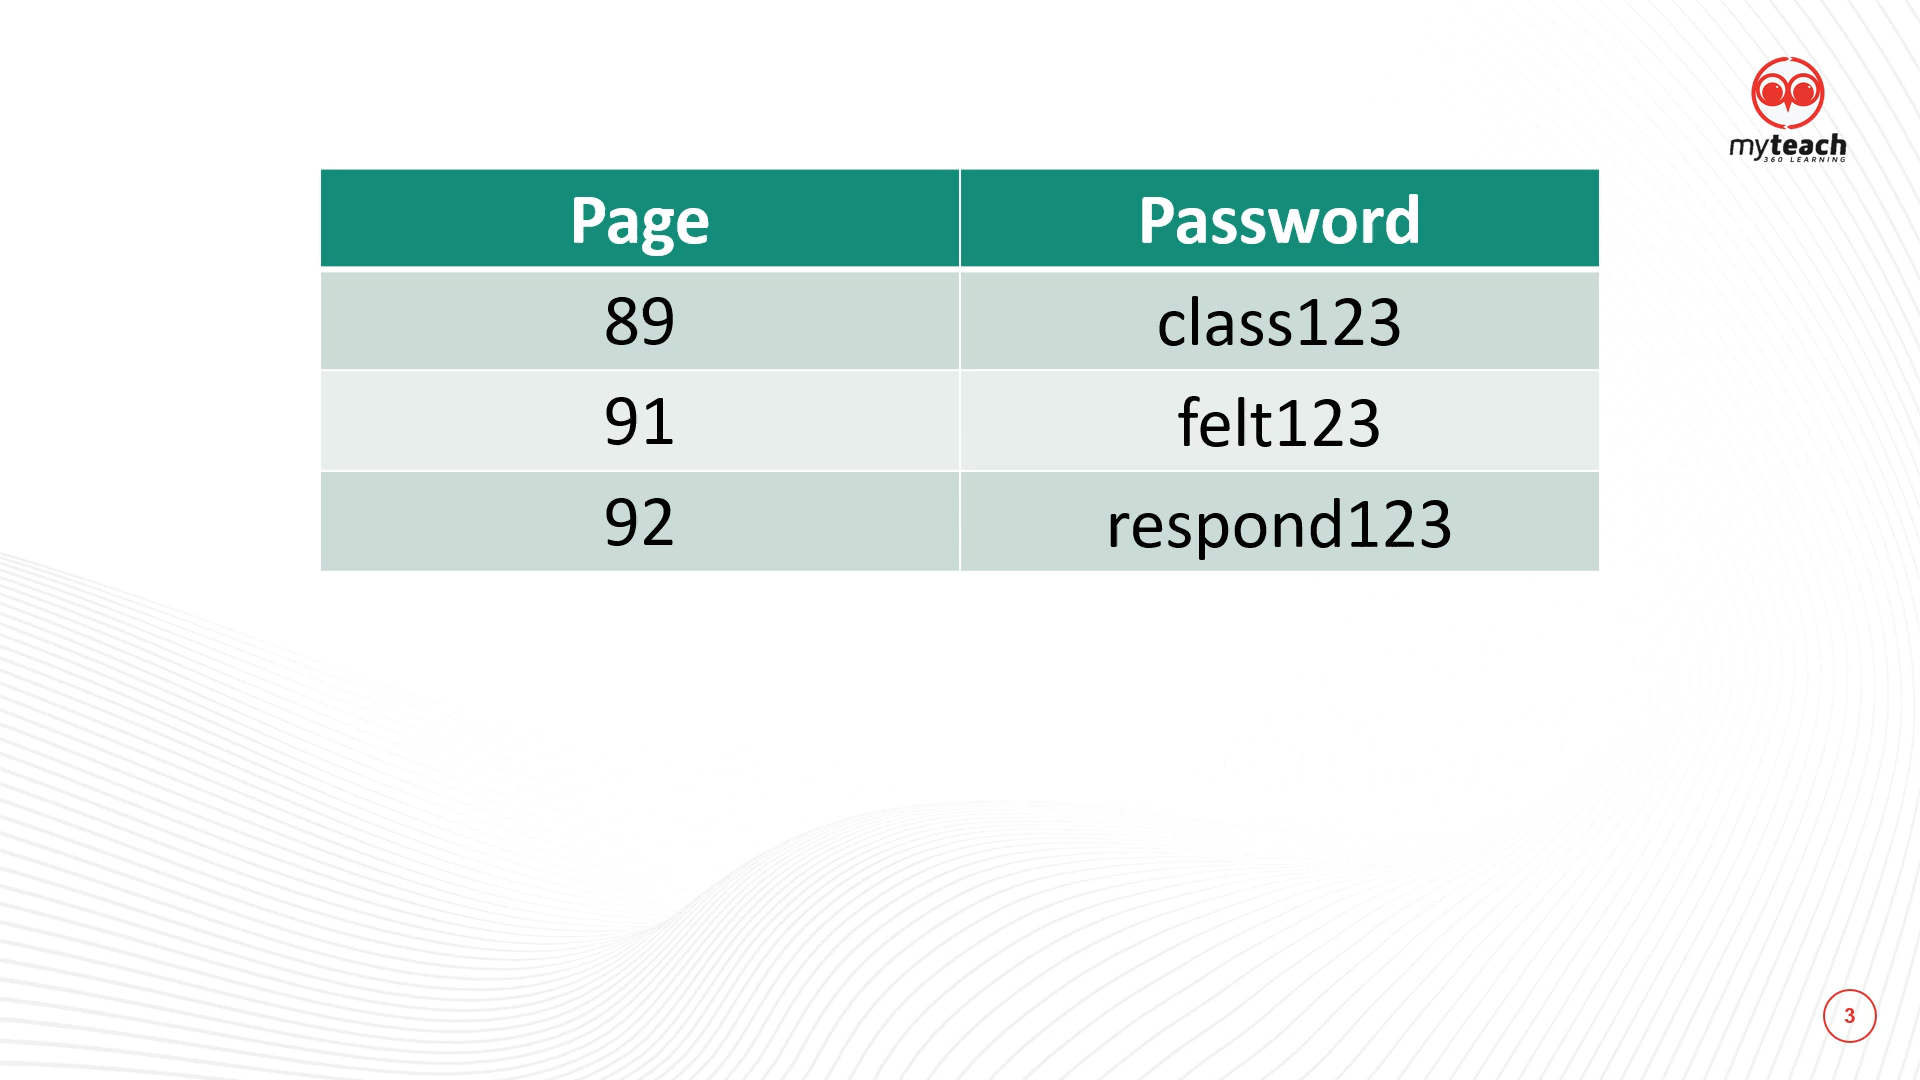 myteach
360 LEARNING
Page Password
89 class123
91 felt123
92 respond123
3